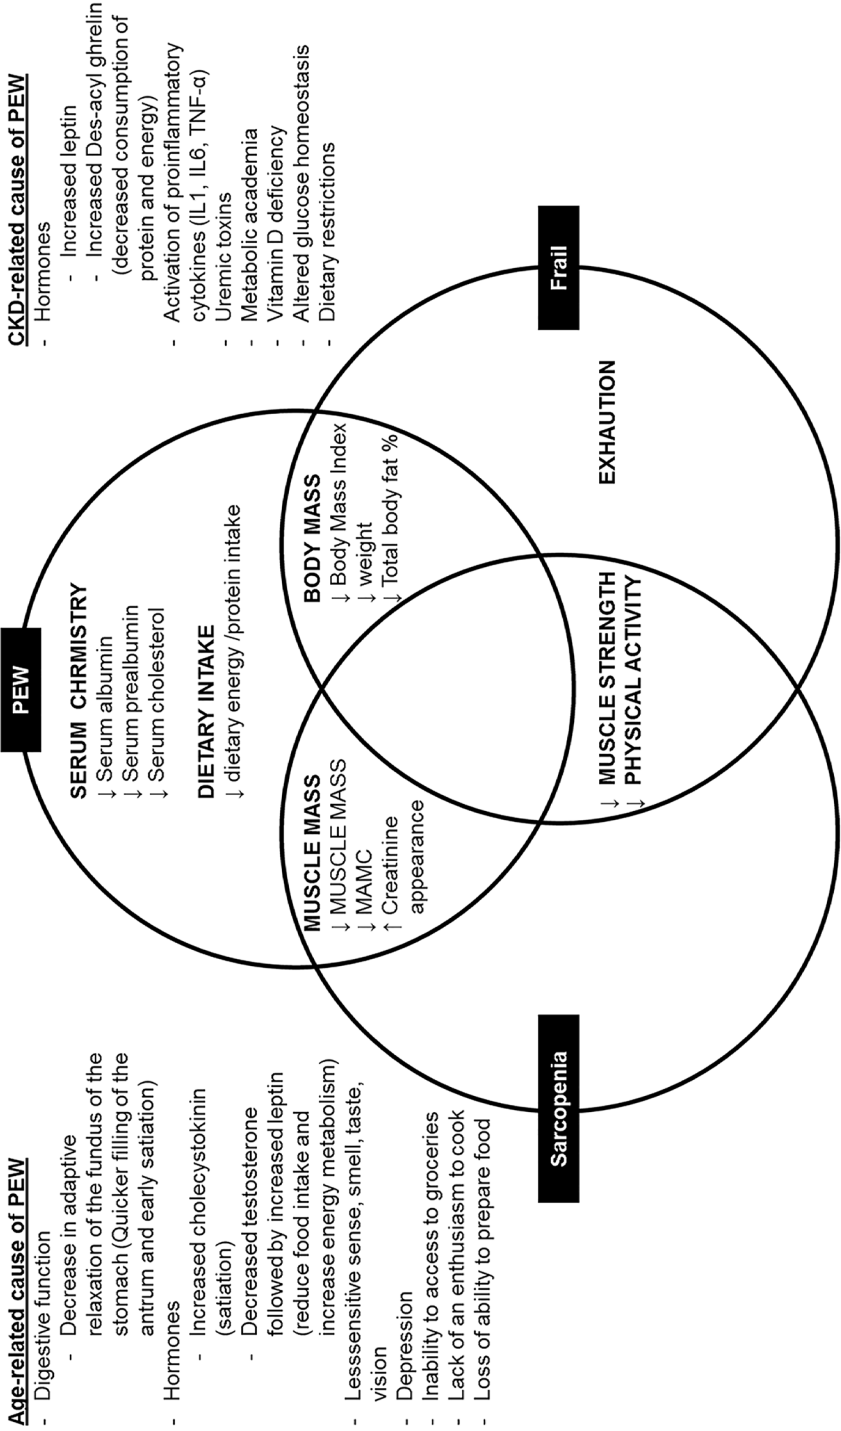 Age-related cause of PEW
- Digestive function
- Decrease in adaptive
relaxation of the fundus of the
stomach (Quicker filling of the
antrum and early satiation)
- Hormones
- Increased cholecystokinin
(satiation)
- Decreased testosterone
followed by increased leptin
(reduce food intake and
increase energy metabolism)
- Lesssensitive sense, smell, taste,
vision
- Depression
- Inability to access to groceries
- Lack of an enthusiasm to cook
- Loss of ability to prepare food
PEW
SERUM CHRMISTRY
↓ Serum albumin
↓ Serum prealbumin
↓ Serum cholesterol
DIETARY INTAKE
↓ dietary energy /protein intake
CKD-related cause of PEW
- Hormones
- Increased leptin
- Increased Des-acyl ghrelin
(decreased consumption of
protein and energy)
- Activation of proinflammatory
cytokines (IL1, IL6, TNF-α)
- Uremic toxins
- Metabolic academia
- Vitamin D deficiency
- Altered glucose homeostasis
- Dietary restrictions
MUSCLE MASS
↓ MUSCLE MASS
↓ MAMC
↑ Creatinine
appearance
BODY MASS
↓ Body Mass Index
↓ weight
↓ Total body fat %
Sarcopenia
↓ MUSCLE STRENGTH
↓ PHYSICAL ACTIVITY
EXHAUTION
Frail